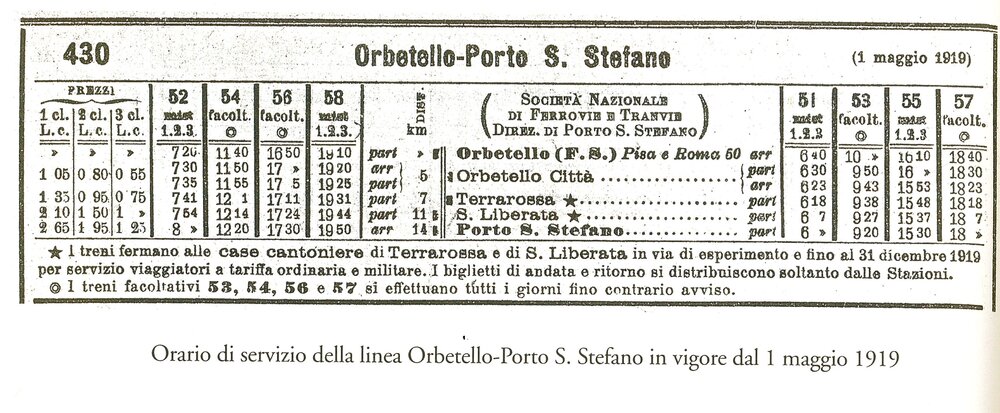 430 Orbetello-Porto S. Stefano (1 maggio 1919)
PREZZI 52 54 56 58 DIST. SOCIETÀ NAZIONALE 51 53 55 57
1 cl. 2 cl. 3 cl. mist facolt. facolt. mist DI FERROVIE E TRANVIE mist facolt. mist facolt.
L. c. L. c. L. c. 1.2.3. ◎ ◎ 1.2.3. km DIREZ. DI PORTO S. STEFANO 1.2.3 ◎ 1.2.3. ◎
» » » 7 20 11 40 16 50 19 10 part » Orbetello (F. S.) Pisa e Roma 60 arr 6 40 10 » 16 10 18 40
1 05 0 80 0 55 7 30 11 50 17 » 19 20 arr 5 Orbetello Città part 6 30 9 50 16 » 18 30
7 35 11 55 17 5 19 25 part arr 6 23 9 43 15 53 18 23
1 35 0 95 0 75 7 41 12 1 17 11 19 31 part 7 Terrarossa ★ part 6 18 9 38 15 48 18 18
2 10 1 50 1 » 7 54 12 14 17 24 19 44 part 11 S. Liberata ★ part 6 7 9 27 15 37 18 7
2 65 1 95 1 25 8 » 12 20 17 30 19 50 arr 14 Porto S. Stefano part 6 » 9 20 15 30 18 »
★ I treni fermano alle case cantoniere di Terrarossa e di S. Liberata in via di esperimento e fino al 31 dicembre 1919
per servizio viaggiatori a tariffa ordinaria e militare. I biglietti di andata e ritorno si distribuiscono soltanto dalle Stazioni.
◎ I treni facoltativi 53, 54, 56 e 57 si effettuano tutti i giorni fino contrario avviso.
Orario di servizio della linea Orbetello-Porto S. Stefano in vigore dal 1 maggio 1919